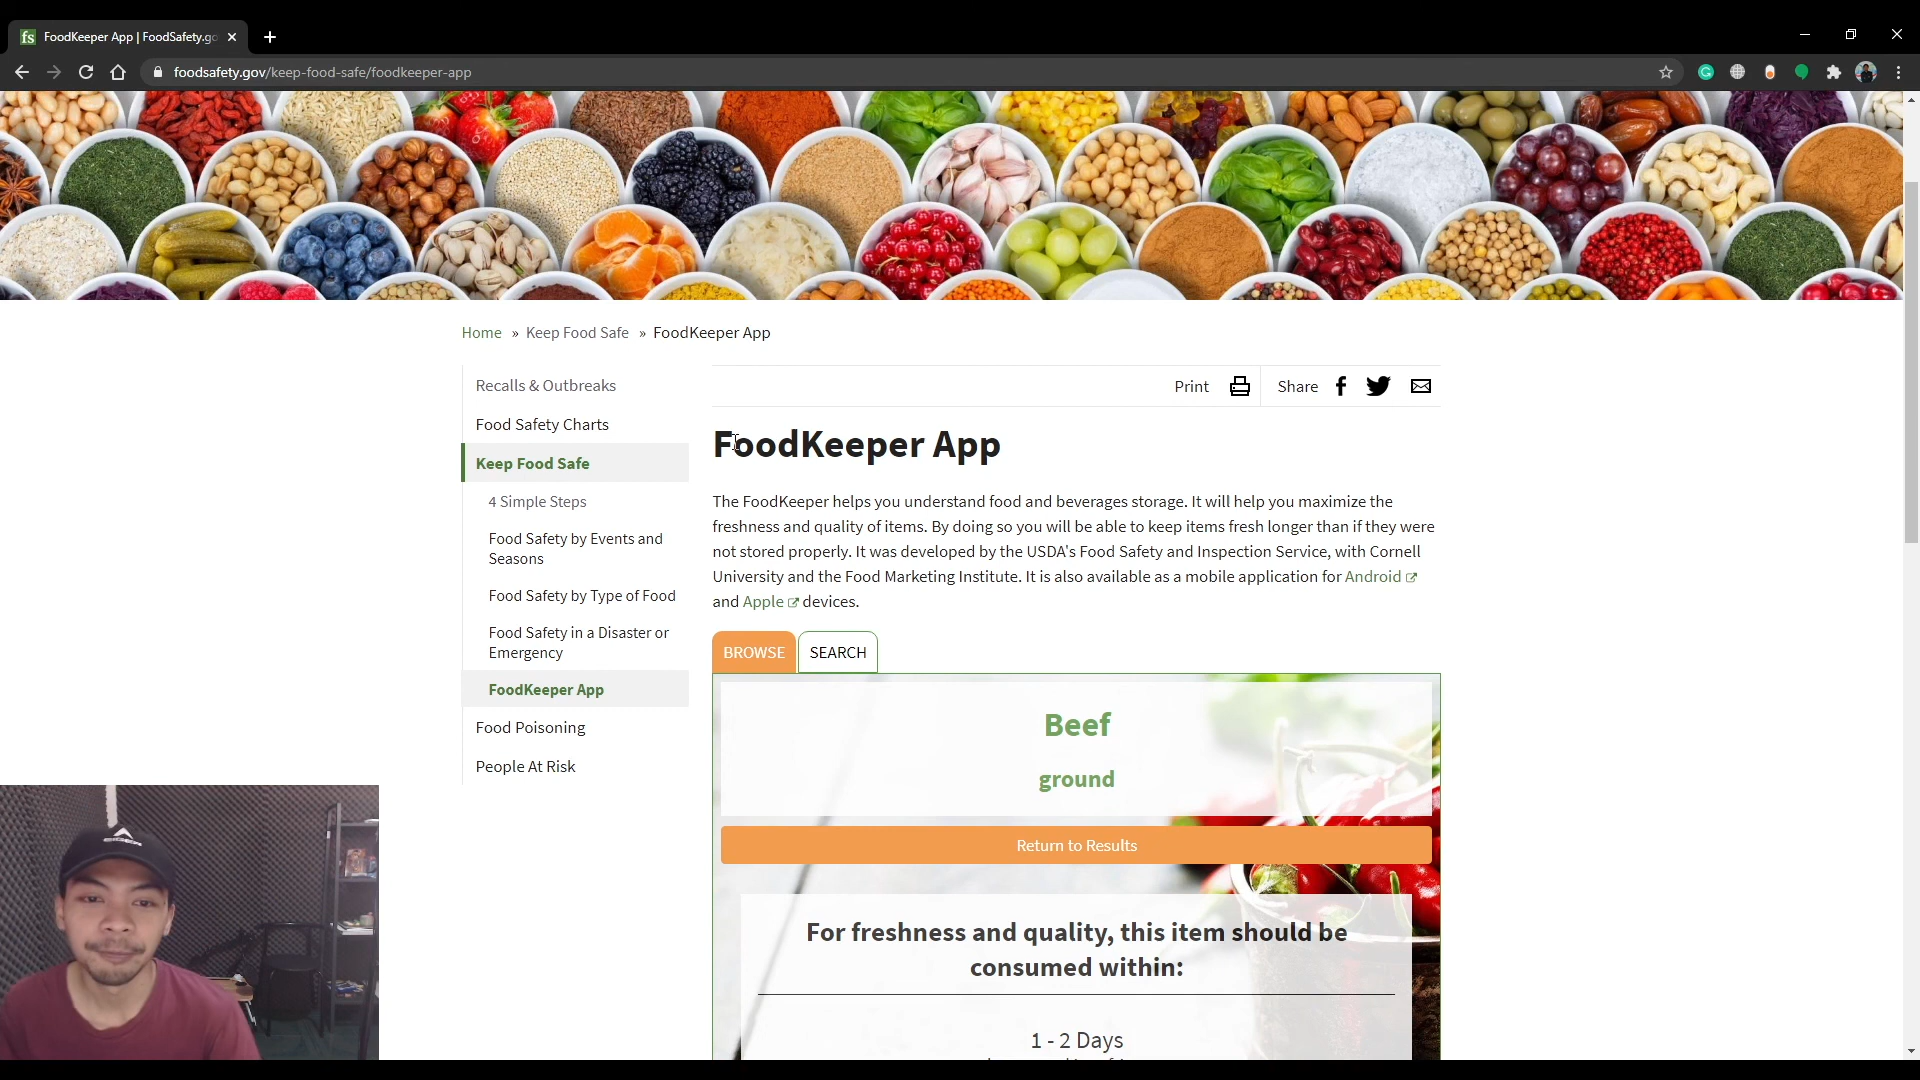 FoodKeeper App | FoodSafety.go
foodsafety.gov/keep-food-safe/foodkeeper-app
Home » Keep Food Safe » FoodKeeper App
Recalls & Outbreaks
Food Safety Charts
Keep Food Safe
4 Simple Steps
Food Safety by Events and
Seasons
Food Safety by Type of Food
Food Safety in a Disaster or
Emergency
FoodKeeper App
Food Poisoning
People At Risk
Print Share
FoodKeeper App
The FoodKeeper helps you understand food and beverages storage. It will help you maximize the
freshness and quality of items. By doing so you will be able to keep items fresh longer than if they were
not stored properly. It was developed by the USDA's Food Safety and Inspection Service, with Cornell
University and the Food Marketing Institute. It is also available as a mobile application for Android
and Apple devices.
BROWSE SEARCH
Beef
ground
Return to Results
For freshness and quality, this item should be
consumed within:
1 - 2 Days